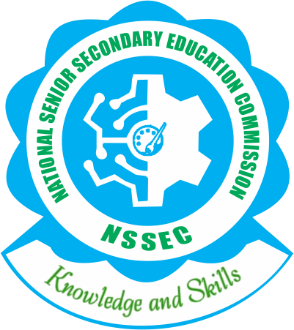 NATIONAL SENIOR SECONDARY EDUCATION COMMISSION
NSSEC
Knowledge and Skills